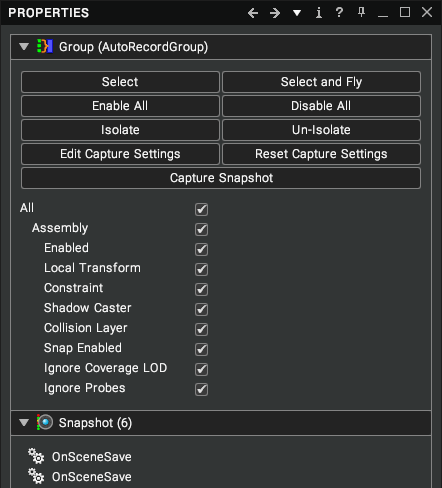 PROPERTIES
Group (AutoRecordGroup)
Select Select and Fly
Enable All Disable All
Isolate Un-Isolate
Edit Capture Settings Reset Capture Settings
Capture Snapshot
All
Assembly
Enabled
Local Transform
Constraint
Shadow Caster
Collision Layer
Snap Enabled
Ignore Coverage LOD
Ignore Probes
Snapshot (6)
OnSceneSave
OnSceneSave